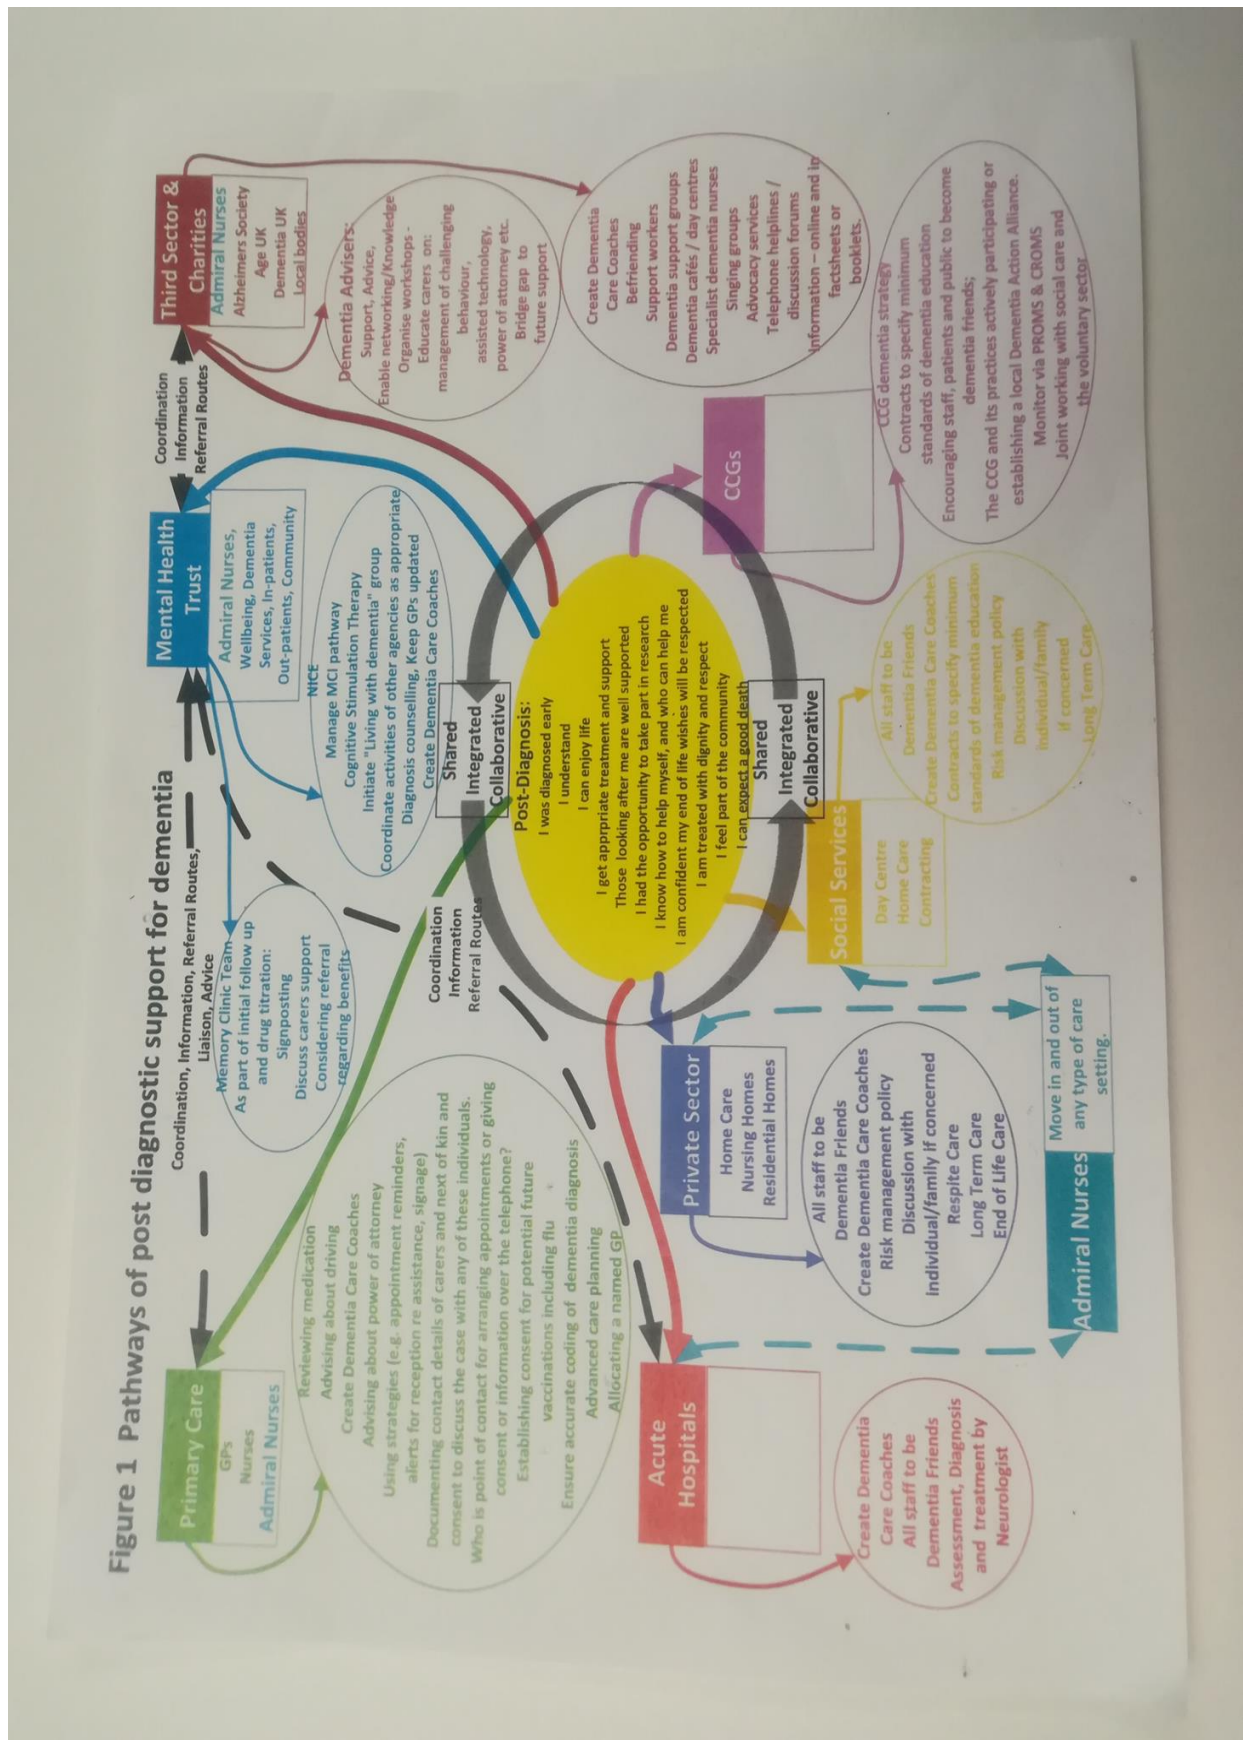 Figure 1 Pathways of post diagnostic support for dementia
Primary Care
GPs
Nurses
Admiral Nurses
Reviewing medication
Advising about driving
Create Dementia Care Coaches
Advising about power of attorney
Using strategies (e.g. appointment reminders,
alerts for reception re assistance, signage)
Documenting contact details of carers and next of kin and
consent to discuss the case with any of these individuals.
Who is point of contact for arranging appointments or giving
consent or information over the telephone?
Establishing consent for potential future
vaccinations including flu
Ensure accurate coding of dementia diagnosis
Advanced care planning
Allocating a named GP
Coordination, Information, Referral Routes,
Liaison, Advice
Memory Clinic Team
As part of initial follow up
and drug titration:
Signposting
Discuss carers support
Considering referral
regarding benefits
Mental Health
Trust
Admiral Nurses,
Wellbeing, Dementia
Services, In-patients,
Out-patients, Community
NICE
Manage MCI pathway
Cognitive Stimulation Therapy
Initiate "Living with dementia" group
Coordinate activities of other agencies as appropriate
Diagnosis counseling, Keep GPs updated
Create Dementia Care Coaches
Coordination
Information
Referral Routes
Third Sector &
Charities
Admiral Nurses
Alzheimers Society
Age UK
Dementia UK
Local bodies
Dementia Advisers:
Support, Advice,
Enable networking/Knowledge
Organise workshops -
Educate cares on:
management of challenging
behaviour,
assisted technology,
power of attorney etc.
Bridge gap to
future support
Create Dementia
Care Coaches
Befriending
Support workers
Dementia support groups
Dementia cafés / day centres
Specialist dementia nurses
Singing groups
Advocacy services
Telephone helplines /
discussion forums
Information – online and in
factsheets or
booklets.
Coordination
Information
Referral Routes
Shared
Integrated
Collaborative
Post-Diagnosis:
I was diagnosed early
I understand
I can enjoy life
I get apprpriate treatment and support
Those looking after me are well supported
I had the opportunity to take part in research
I know how to help myself, and who can help me
I am confident my end of life wishes will be respected
I am treated with dignity and respect
I feel part of the community
I can expect a good death
Shared
Integrated
Collaborative
CCGs
CCG dementia strategy
Contracts to specify minimum
standards of dementia education
Encouraging staff, patients and public to become
dementia friends;
The CCG and its practices actively participating or
establishing a local Dementia Action Alliance.
Monitor via PROMS & CROMS
Joint working with social care and
the voluntary sector
Acute
Hospitals
Create Dementia
Care Coaches
All staff to be
Dementia Friends
Assessment, Diagnosis
and treatment by
Neurologist
Private Sector
Home Care
Nursing Homes
Residential Homes
All staff to be
Dementia Friends
Create Dementia Care Coaches
Risk management policy
Discussion with
Individual/family if concerned
Respite Care
Long Term Care
End of Life Care
Social Services
Day Centre
Home Care
Contracting
All staff to be
Dementia Friends
Create Dementia Care Coaches
Contracts to specify minimum
standards of dementia education
Risk management policy
Discussion with
individual/family
if concerned
Long Term Care
Admiral Nurses
Move in and out of
any type of care
setting.